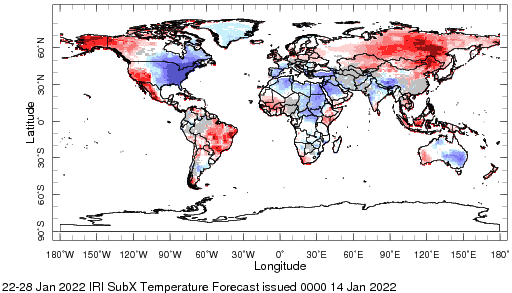 Latitude
60°N
30°N
0°
30°S
60°S
90°S
180°W 150°W 120°W 90°W 60°W 30°W 0° 30°E 60°E 90°E 120°E 150°E 180°E
Longitude
22-28 Jan 2022 IRI SubX Temperature Forecast issued 0000 14 Jan 2022